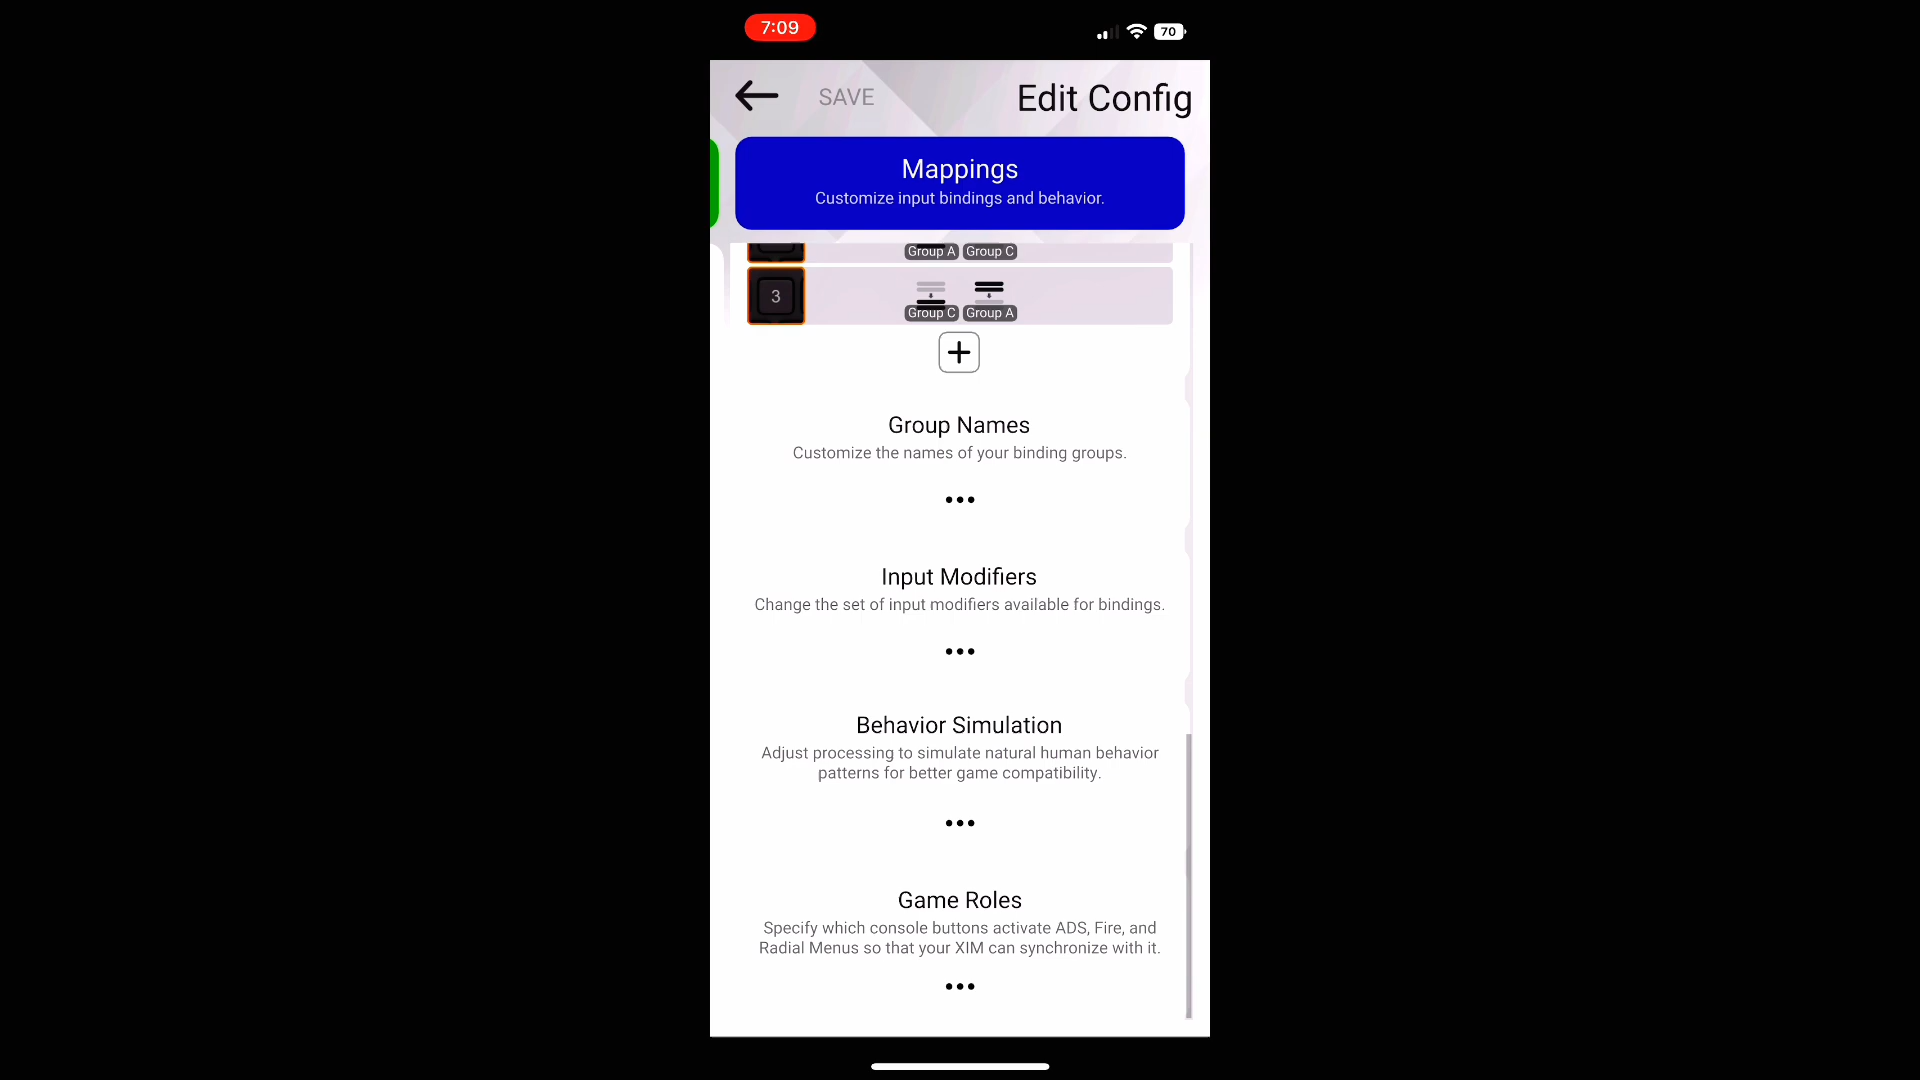 7:09
70
SAVE
Edit Config
Mappings
Customize input bindings and behavior.
Group A Group C
3
Group C Group A
Group Names
Customize the names of your binding groups.
Input Modifiers
Change the set of input modifiers available for bindings.
Behavior Simulation
Adjust processing to simulate natural human behavior
patterns for better game compatibility.
Game Roles
Specify which console buttons activate ADS, Fire, and
Radial Menus so that your XIM can synchronize with it.